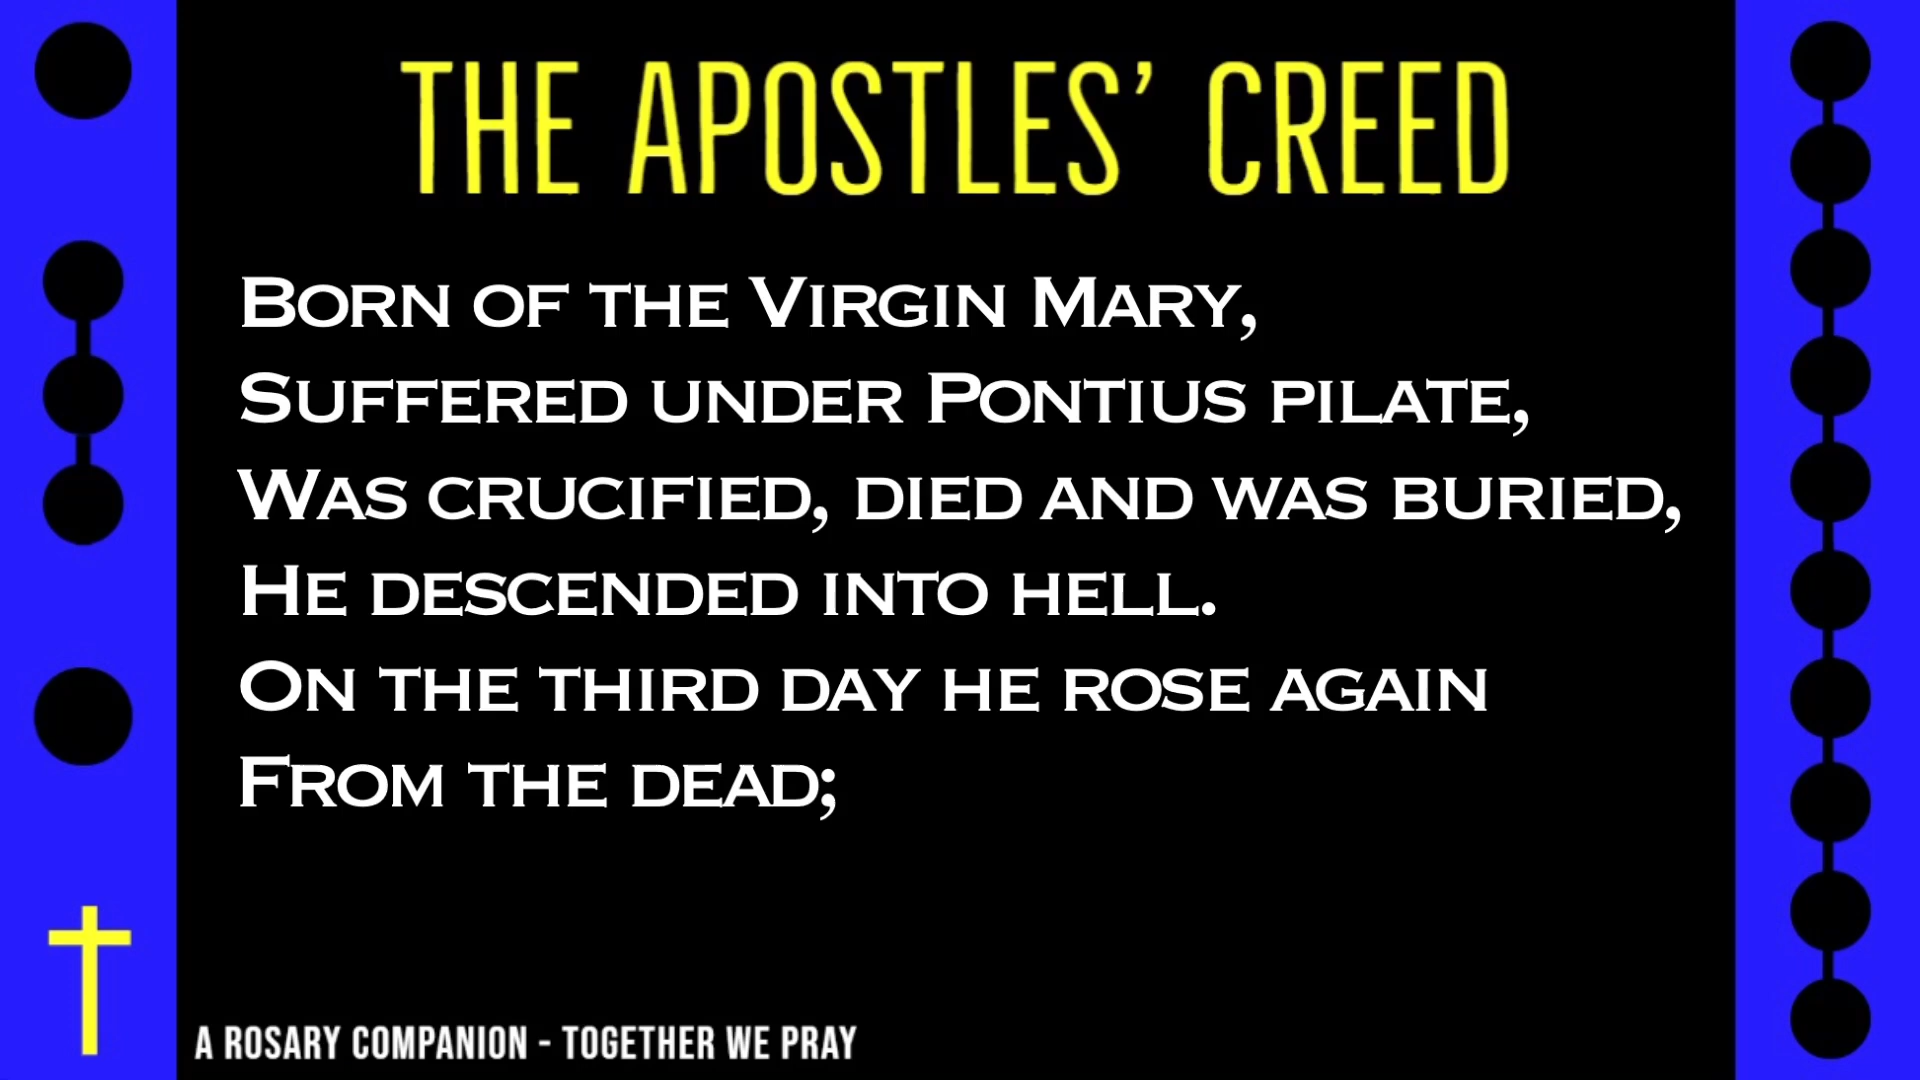 THE APOSTLES’ CREED
Born of the Virgin Mary,
Suffered under Pontius pilate,
Was crucified, died and was buried,
He descended into hell.
On the third day he rose again
From the dead;
A ROSARY COMPANION - TOGETHER WE PRAY